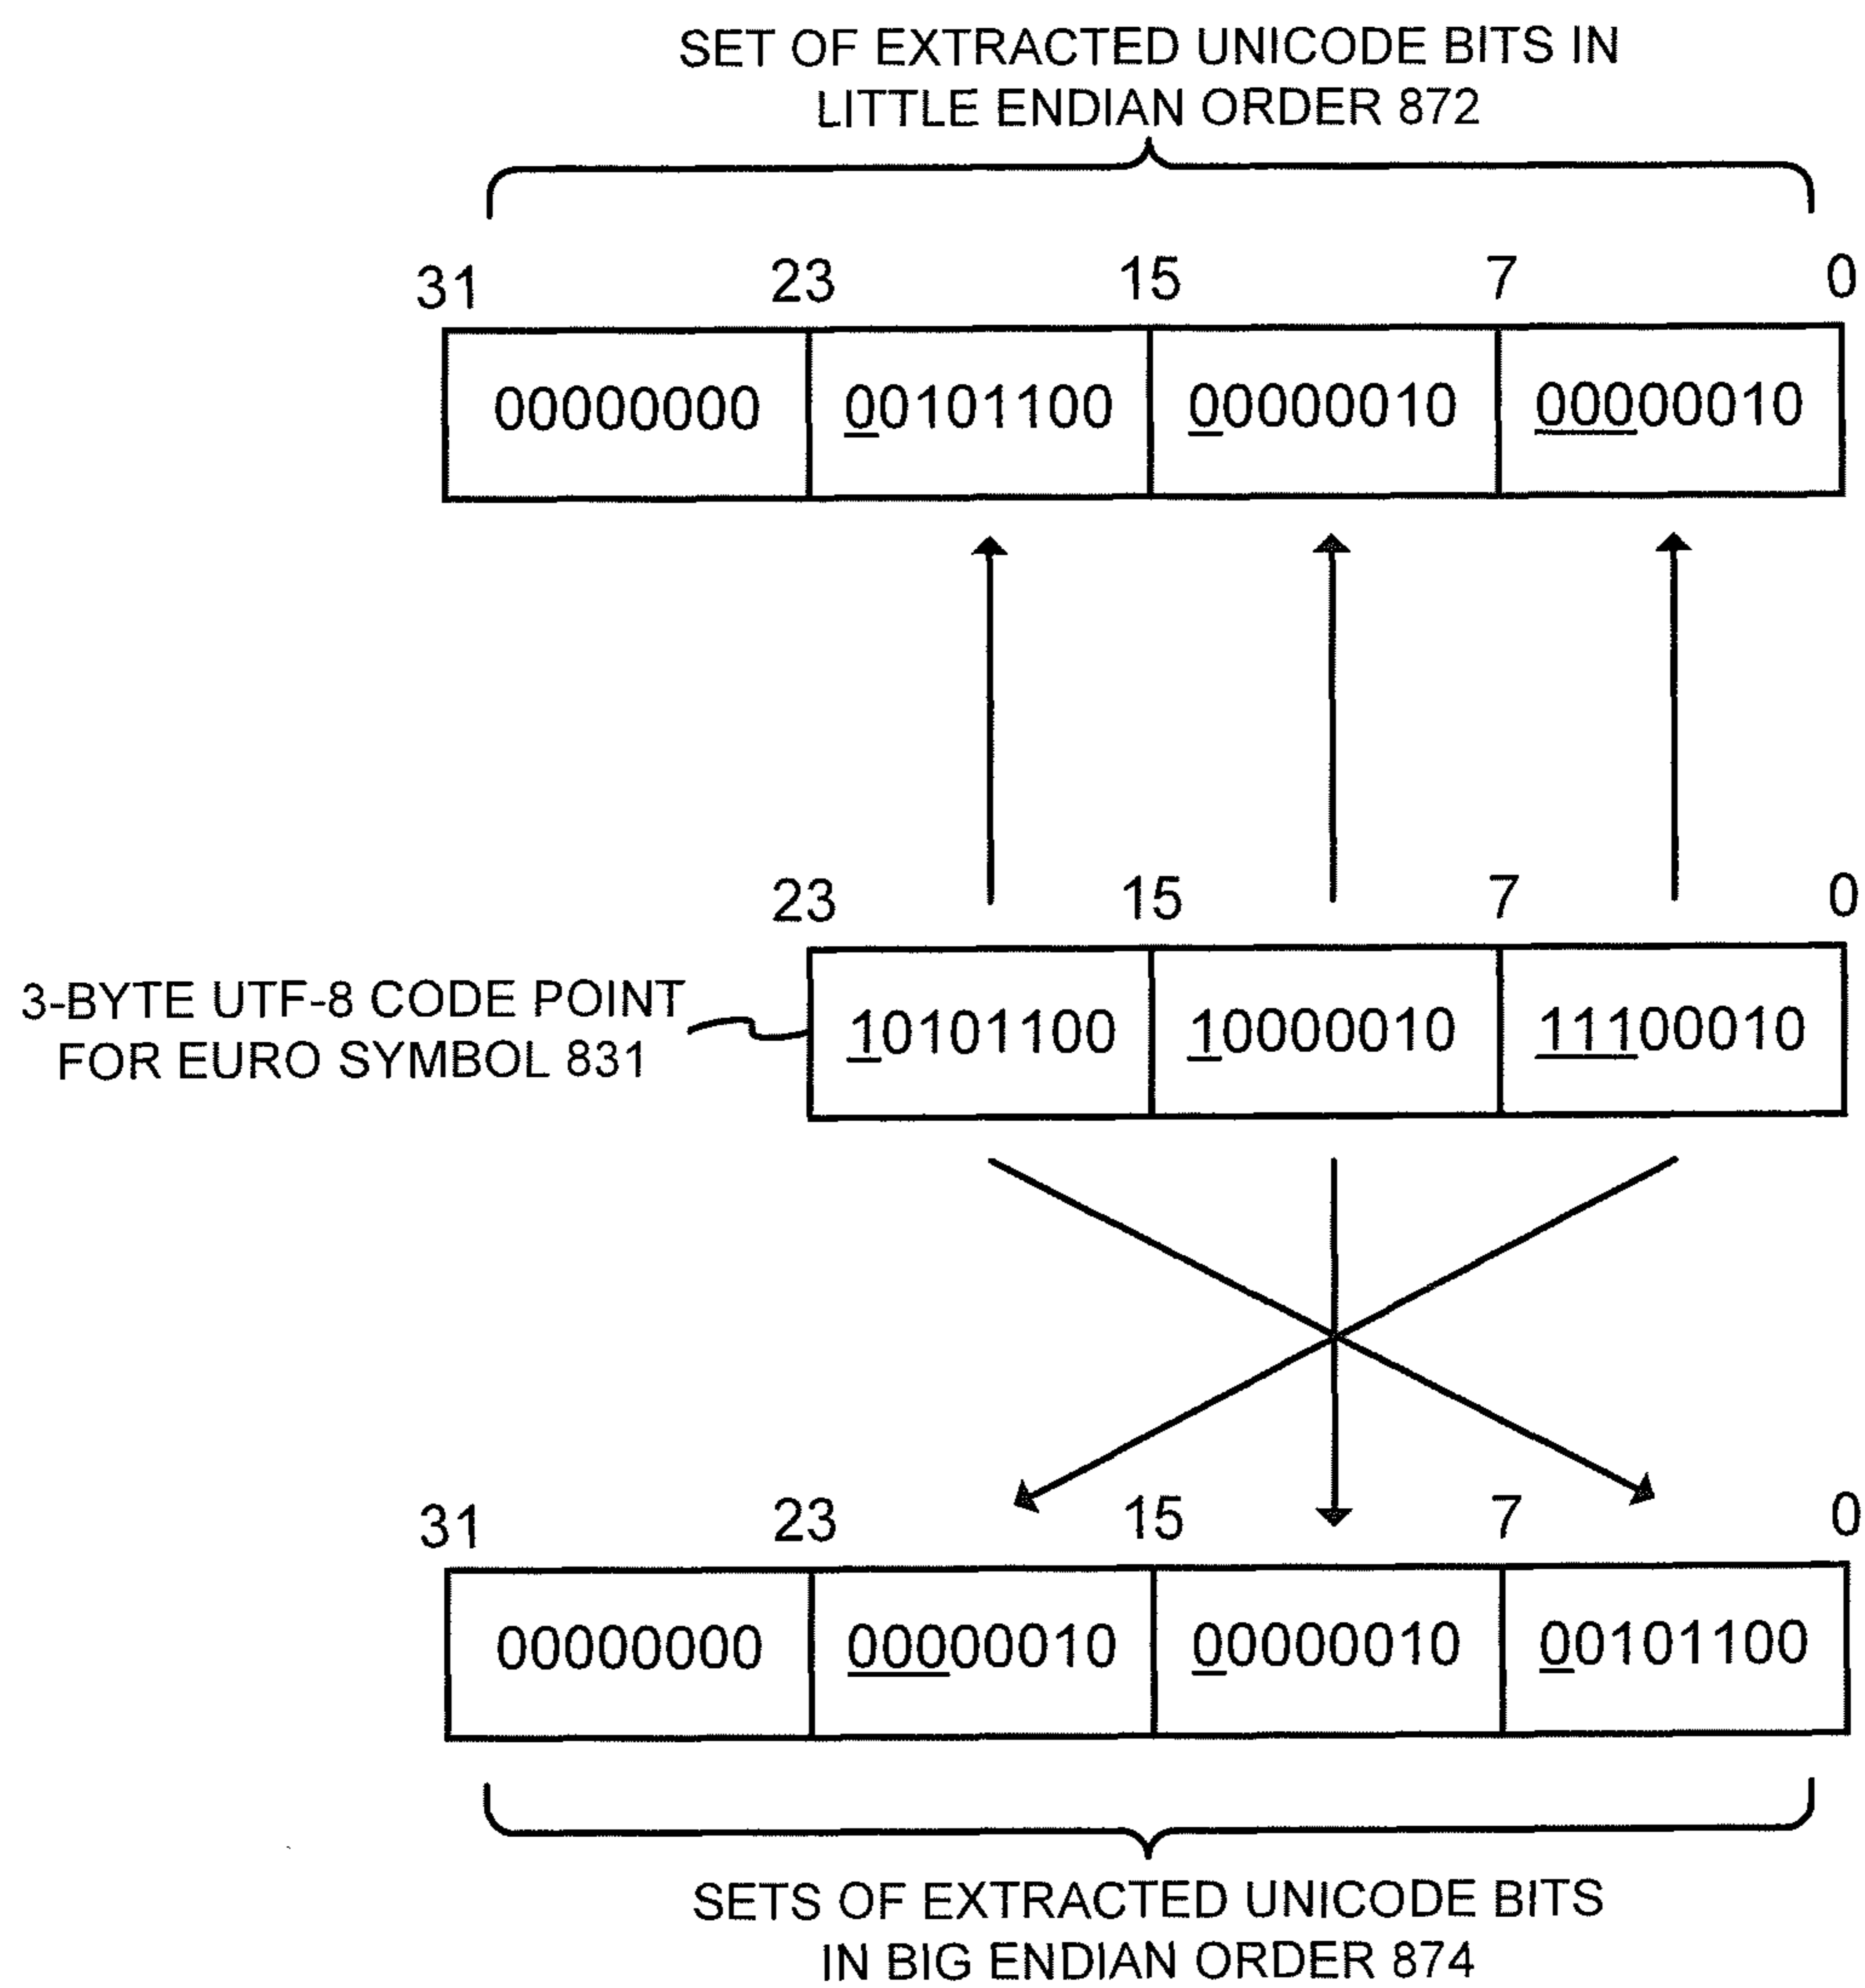 SET OF EXTRACTED UNICODE BITS IN
LITTLE ENDIAN ORDER 872
31 23 15 7 0
00000000 00101100 00000010 00000010
23 15 7 0
3-BYTE UTF-8 CODE POINT
FOR EURO SYMBOL 831
10101100 10000010 11100010
31 23 15 7 0
00000000 00000010 00000010 00101100
SETS OF EXTRACTED UNICODE BITS
IN BIG ENDIAN ORDER 874